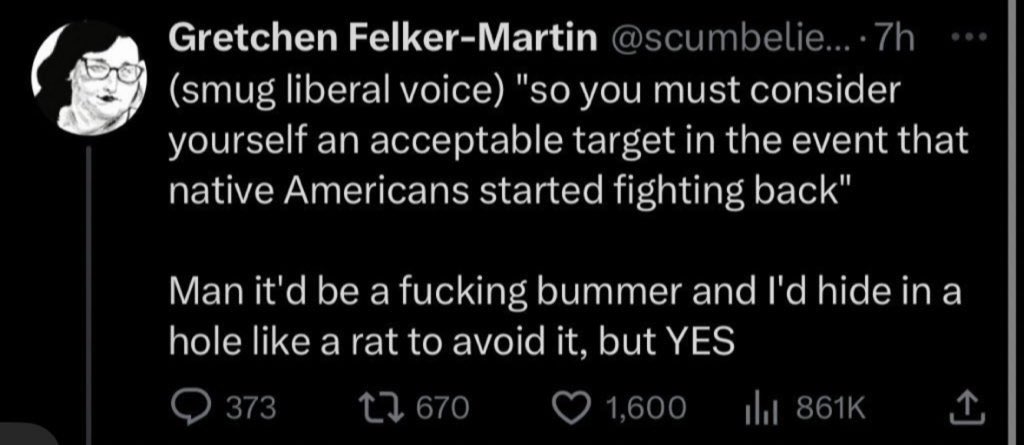 Gretchen Felker-Martin @scumbelie... · 7h ...
(smug liberal voice) "so you must consider
yourself an acceptable target in the event that
native Americans started fighting back"
Man it'd be a fucking bummer and I'd hide in a
hole like a rat to avoid it, but YES
373 670 1,600 861K